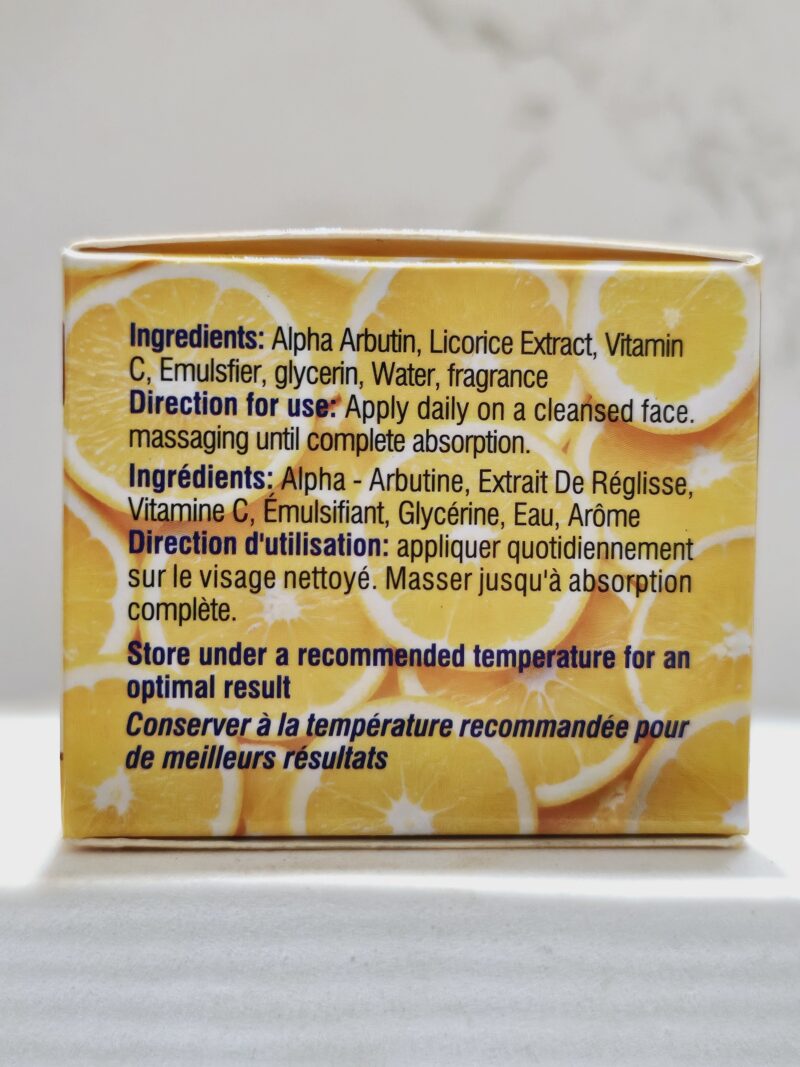 Ingredients: Alpha Arbutin, Licorice Extract, Vitamin
C, Emulsfier, glycerin, Water, fragrance
Direction for use: Apply daily on a cleansed face.
massaging until complete absorption.
Ingrédients: Alpha - Arbutine, Extrait De Réglisse,
Vitamine C, Émulsifiant, Glycérine, Eau, Arôme
Direction d'utilisation: appliquer quotidiennement
sur le visage nettoyé. Masser jusqu'à absorption
complète.
Store under a recommended temperature for an
optimal result
Conserver à la température recommandée pour
de meilleurs résultats